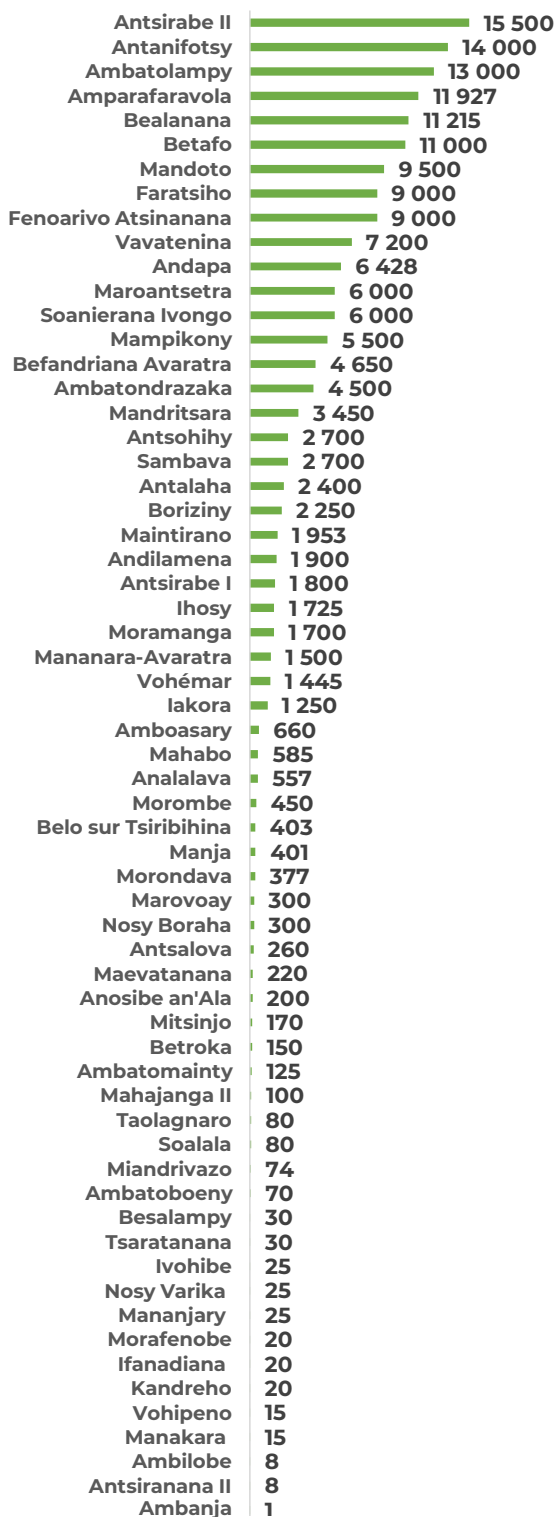 Antsirabe II 15 500
Antanifotsy 14 000
Ambatolampy 13 000
Amparafaravola 11 927
Bealanana 11 215
Betafo 11 000
Mandoto 9 500
Faratsiho 9 000
Fenoarivo Atsinanana 9 000
Vavatenina 7 200
Andapa 6 428
Maroantsetra 6 000
Soanierana Ivongo 6 000
Mampikony 5 500
Befandriana Avaratra 4 650
Ambatondrazaka 4 500
Mandritsara 3 450
Antsohihy 2 700
Sambava 2 700
Antalaha 2 400
Boriziny 2 250
Maintirano 1 953
Andilamena 1 900
Antsirabe I 1 800
Ihosy 1 725
Moramanga 1 700
Mananara-Avaratra 1 500
Vohémar 1 445
Iakora 1 250
Amboasary 660
Mahabo 585
Analalava 557
Morombe 450
Belo sur Tsiribihina 403
Manja 401
Morondava 377
Marovoay 300
Nosy Boraha 300
Antsalova 260
Maevatanana 220
Anosibe an'Ala 200
Mitsinjo 170
Betroka 150
Ambatomainty 125
Mahajanga II 100
Taolagnaro 80
Soalala 80
Miandrivazo 74
Ambatoboeny 70
Besalampy 30
Tsaratanana 30
Ivohibe 25
Nosy Varika 25
Mananjary 25
Morafenobe 20
Ifanadiana 20
Kandreho 20
Vohipeno 15
Manakara 15
Ambilobe 8
Antsiranana II 8
Ambanja 1